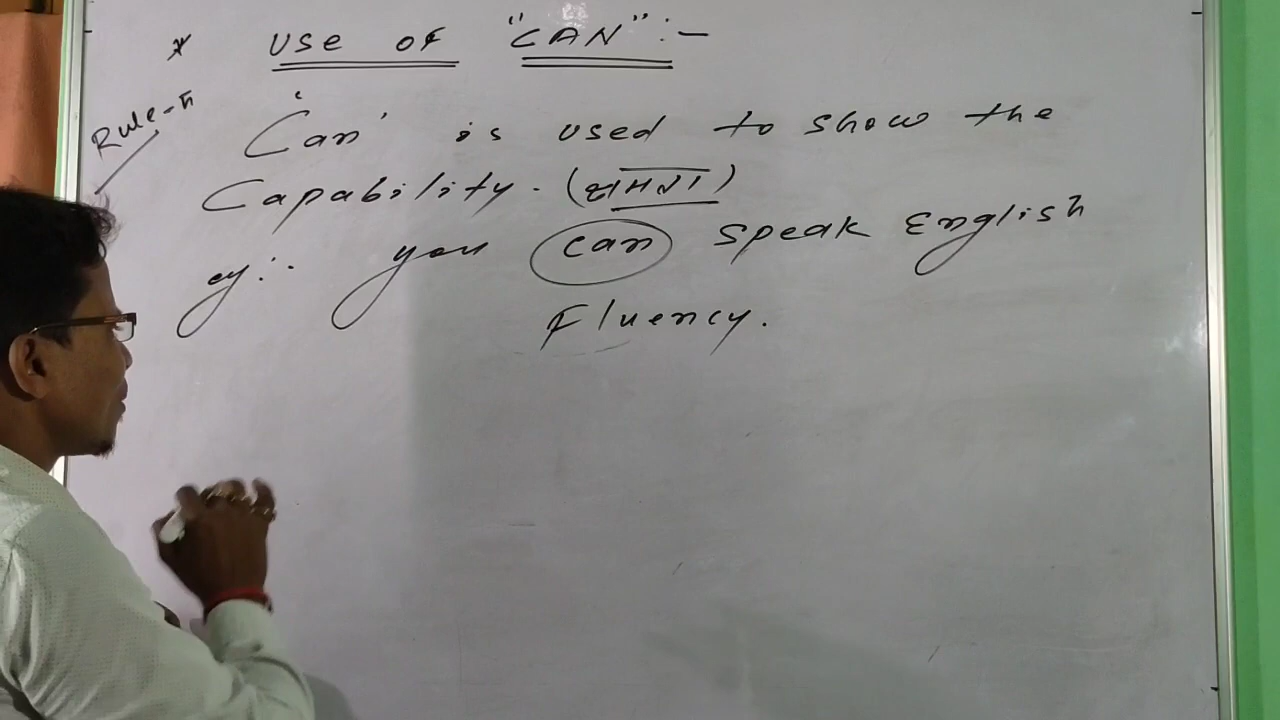 * USE OF "CAN" :-
Rule-
'Can' is used to show the
Capability. (क्षमता)
eg:. you can speak English
Fluency.